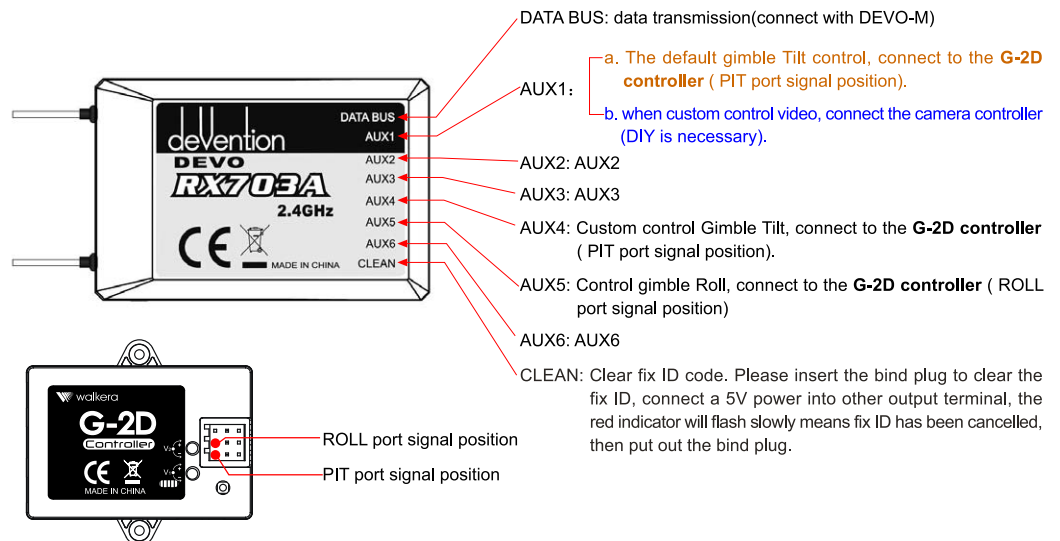 DATA BUS: data transmission(connect with DEVO-M)
a. The default gimble Tilt control, connect to the G-2D
controller ( PIT port signal position).
AUX1:
b. when custom control video, connect the camera controller
(DIY is necessary).
AUX2: AUX2
AUX3: AUX3
AUX4: Custom control Gimble Tilt, connect to the G-2D controller
( PIT port signal position).
AUX5: Control gimble Roll, connect to the G-2D controller ( ROLL
port signal position)
AUX6: AUX6
CLEAN: Clear fix ID code. Please insert the bind plug to clear the
fix ID, connect a 5V power into other output terminal, the
red indicator will flash slowly means fix ID has been cancelled,
then put out the bind plug.
deVention
DEVO
RX703A
2.4GHz
CE
MADE IN CHINA
DATA BUS
AUX1
AUX2
AUX3
AUX4
AUX5
AUX6
CLEAN
walkera
G-2D
Controller
CE
MADE IN CHINA
ROLL port signal position
PIT port signal position